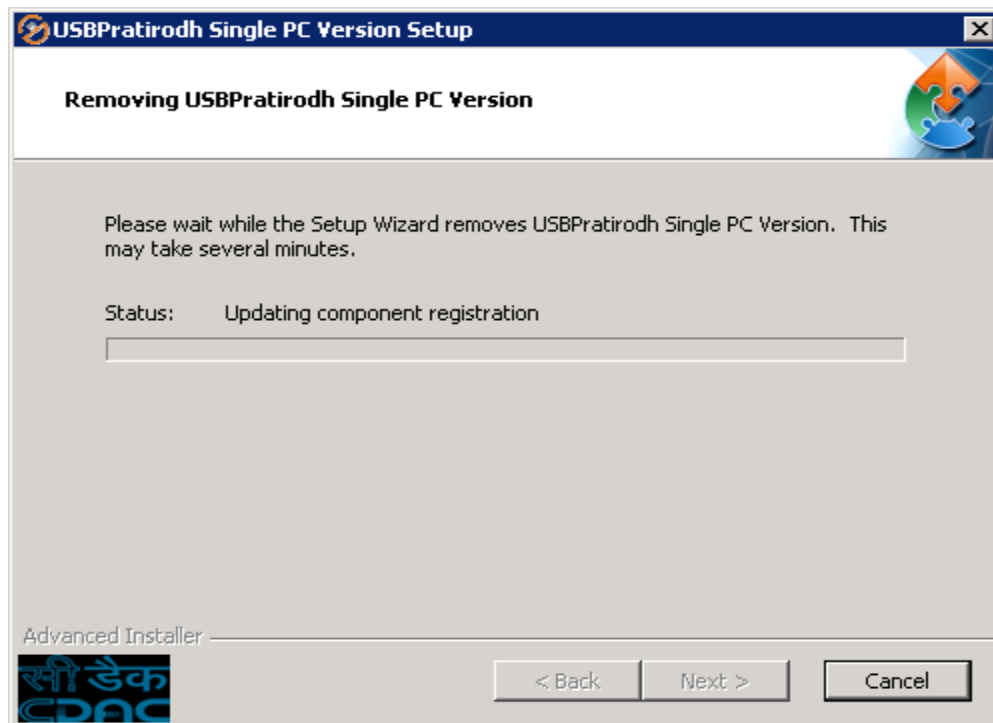 USBPratirodh Single PC Version Setup
Removing USBPratirodh Single PC Version
Please wait while the Setup Wizard removes USBPratirodh Single PC Version.  This
may take several minutes.
Status: Updating component registration
Advanced Installer
< Back Next > Cancel
सी डैक
CDAC